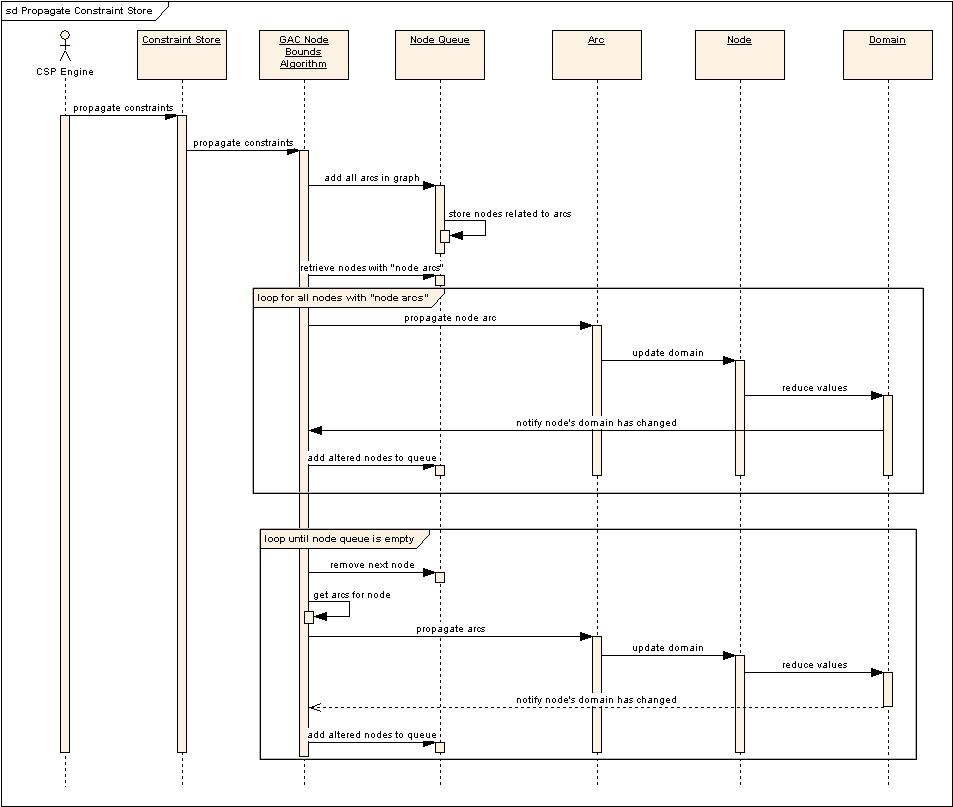 sd Propagate Constraint Store
CSP Engine
Constraint Store
GAC Node
Bounds
Algorithm
Node Queue
Arc
Node
Domain
propagate constraints
propagate constraints
add all arcs in graph
store nodes related to arcs
retrieve nodes with "node arcs"
loop for all nodes with "node arcs"
propagate node arc
update domain
reduce values
notify node's domain has changed
add altered nodes to queue
loop until node queue is empty
remove next node
get arcs for node
propagate arcs
update domain
reduce values
notify node's domain has changed
add altered nodes to queue